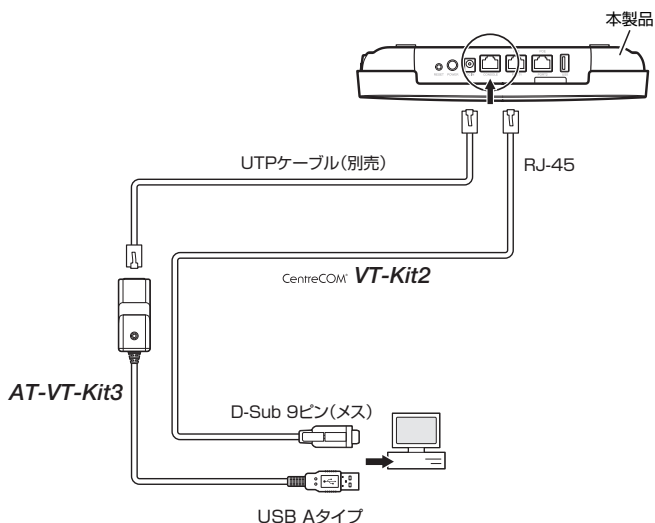 本製品
UTPケーブル(別売)
RJ-45
CentreCOM® VT-Kit2
AT-VT-Kit3
D-Sub 9ピン(メス)
USB Aタイプ